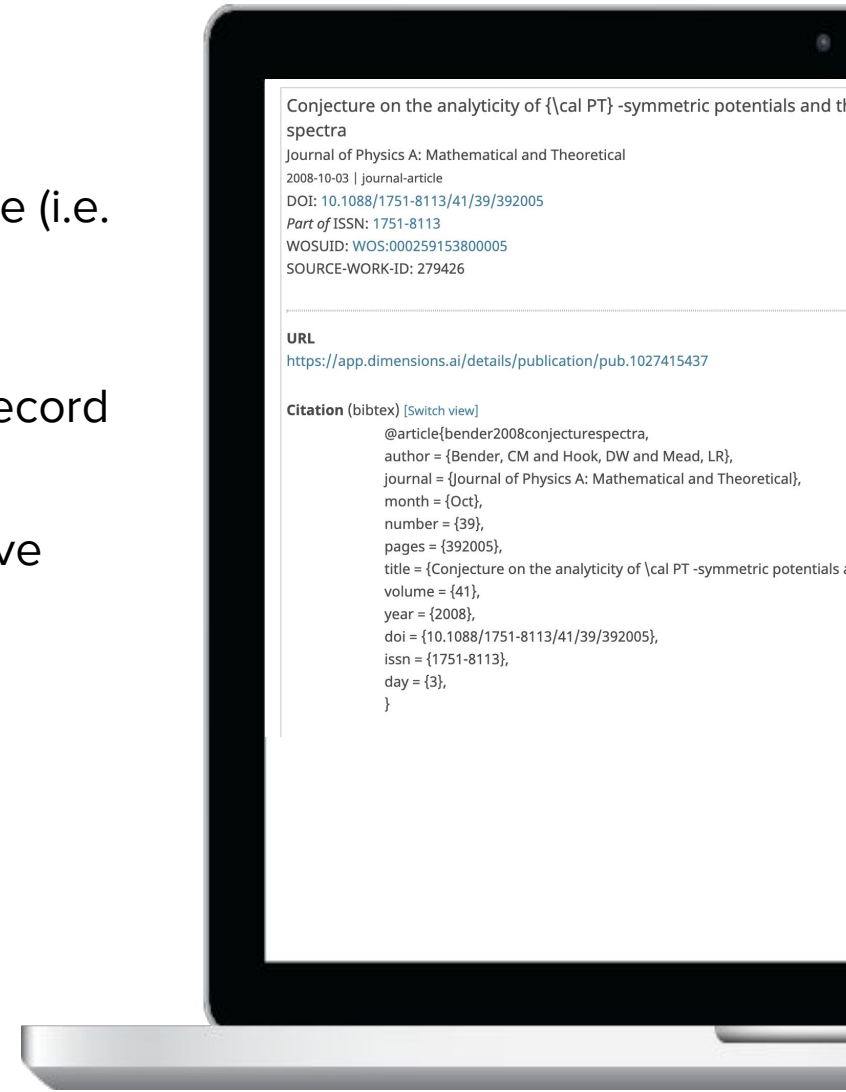 e (i.e.
ecord
ve
Conjecture on the analyticity of {\cal PT} -symmetric potentials and th
spectra
Journal of Physics A: Mathematical and Theoretical
2008-10-03 | journal-article
DOI: 10.1088/1751-8113/41/39/392005
Part of ISSN: 1751-8113
WOSUID: WOS:000259153800005
SOURCE-WORK-ID: 279426
URL
https://app.dimensions.ai/details/publication/pub.1027415437
Citation (bibtex) [Switch view]
@article{bender2008conjecturespectra,
author = {Bender, CM and Hook, DW and Mead, LR},
journal = {Journal of Physics A: Mathematical and Theoretical},
month = {Oct},
number = {39},
pages = {392005},
title = {Conjecture on the analyticity of \cal PT -symmetric potentials a
volume = {41},
year = {2008},
doi = {10.1088/1751-8113/41/39/392005},
issn = {1751-8113},
day = {3},
}